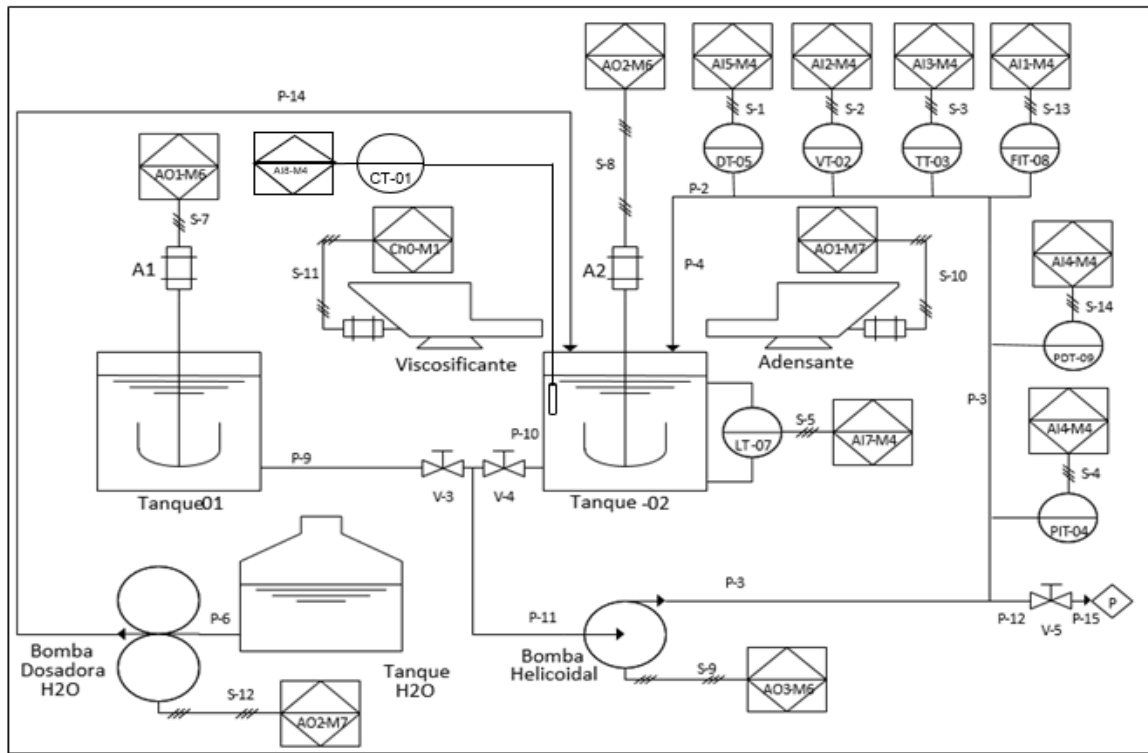 AO2-M6
AI5-M4
AI2-M4
AI3-M4
AI1-M4
P-14
S-1
S-2
S-3
S-13
AO1-M6
AI8-M4
CT-01
S-8
DT-05
VT-02
TT-03
FIT-08
P-2
S-7
Ch0-M1
AO1-M7
A1
S-11
A2
P-4
S-10
AI4-M4
S-14
Viscosificante
Adensante
PDT-09
P-3
AI4-M4
P-10
LT-07
S-5
AI7-M4
P-9
S-4
V-3
V-4
Tanque01
Tanque -02
PIT-04
P-3
P-6
P-11
P-12
V-5
P-15
P
Bomba
Dosadora
H2O
Tanque
H2O
Bomba
Helicoidal
S-9
AO3-M6
S-12
AO2-M7